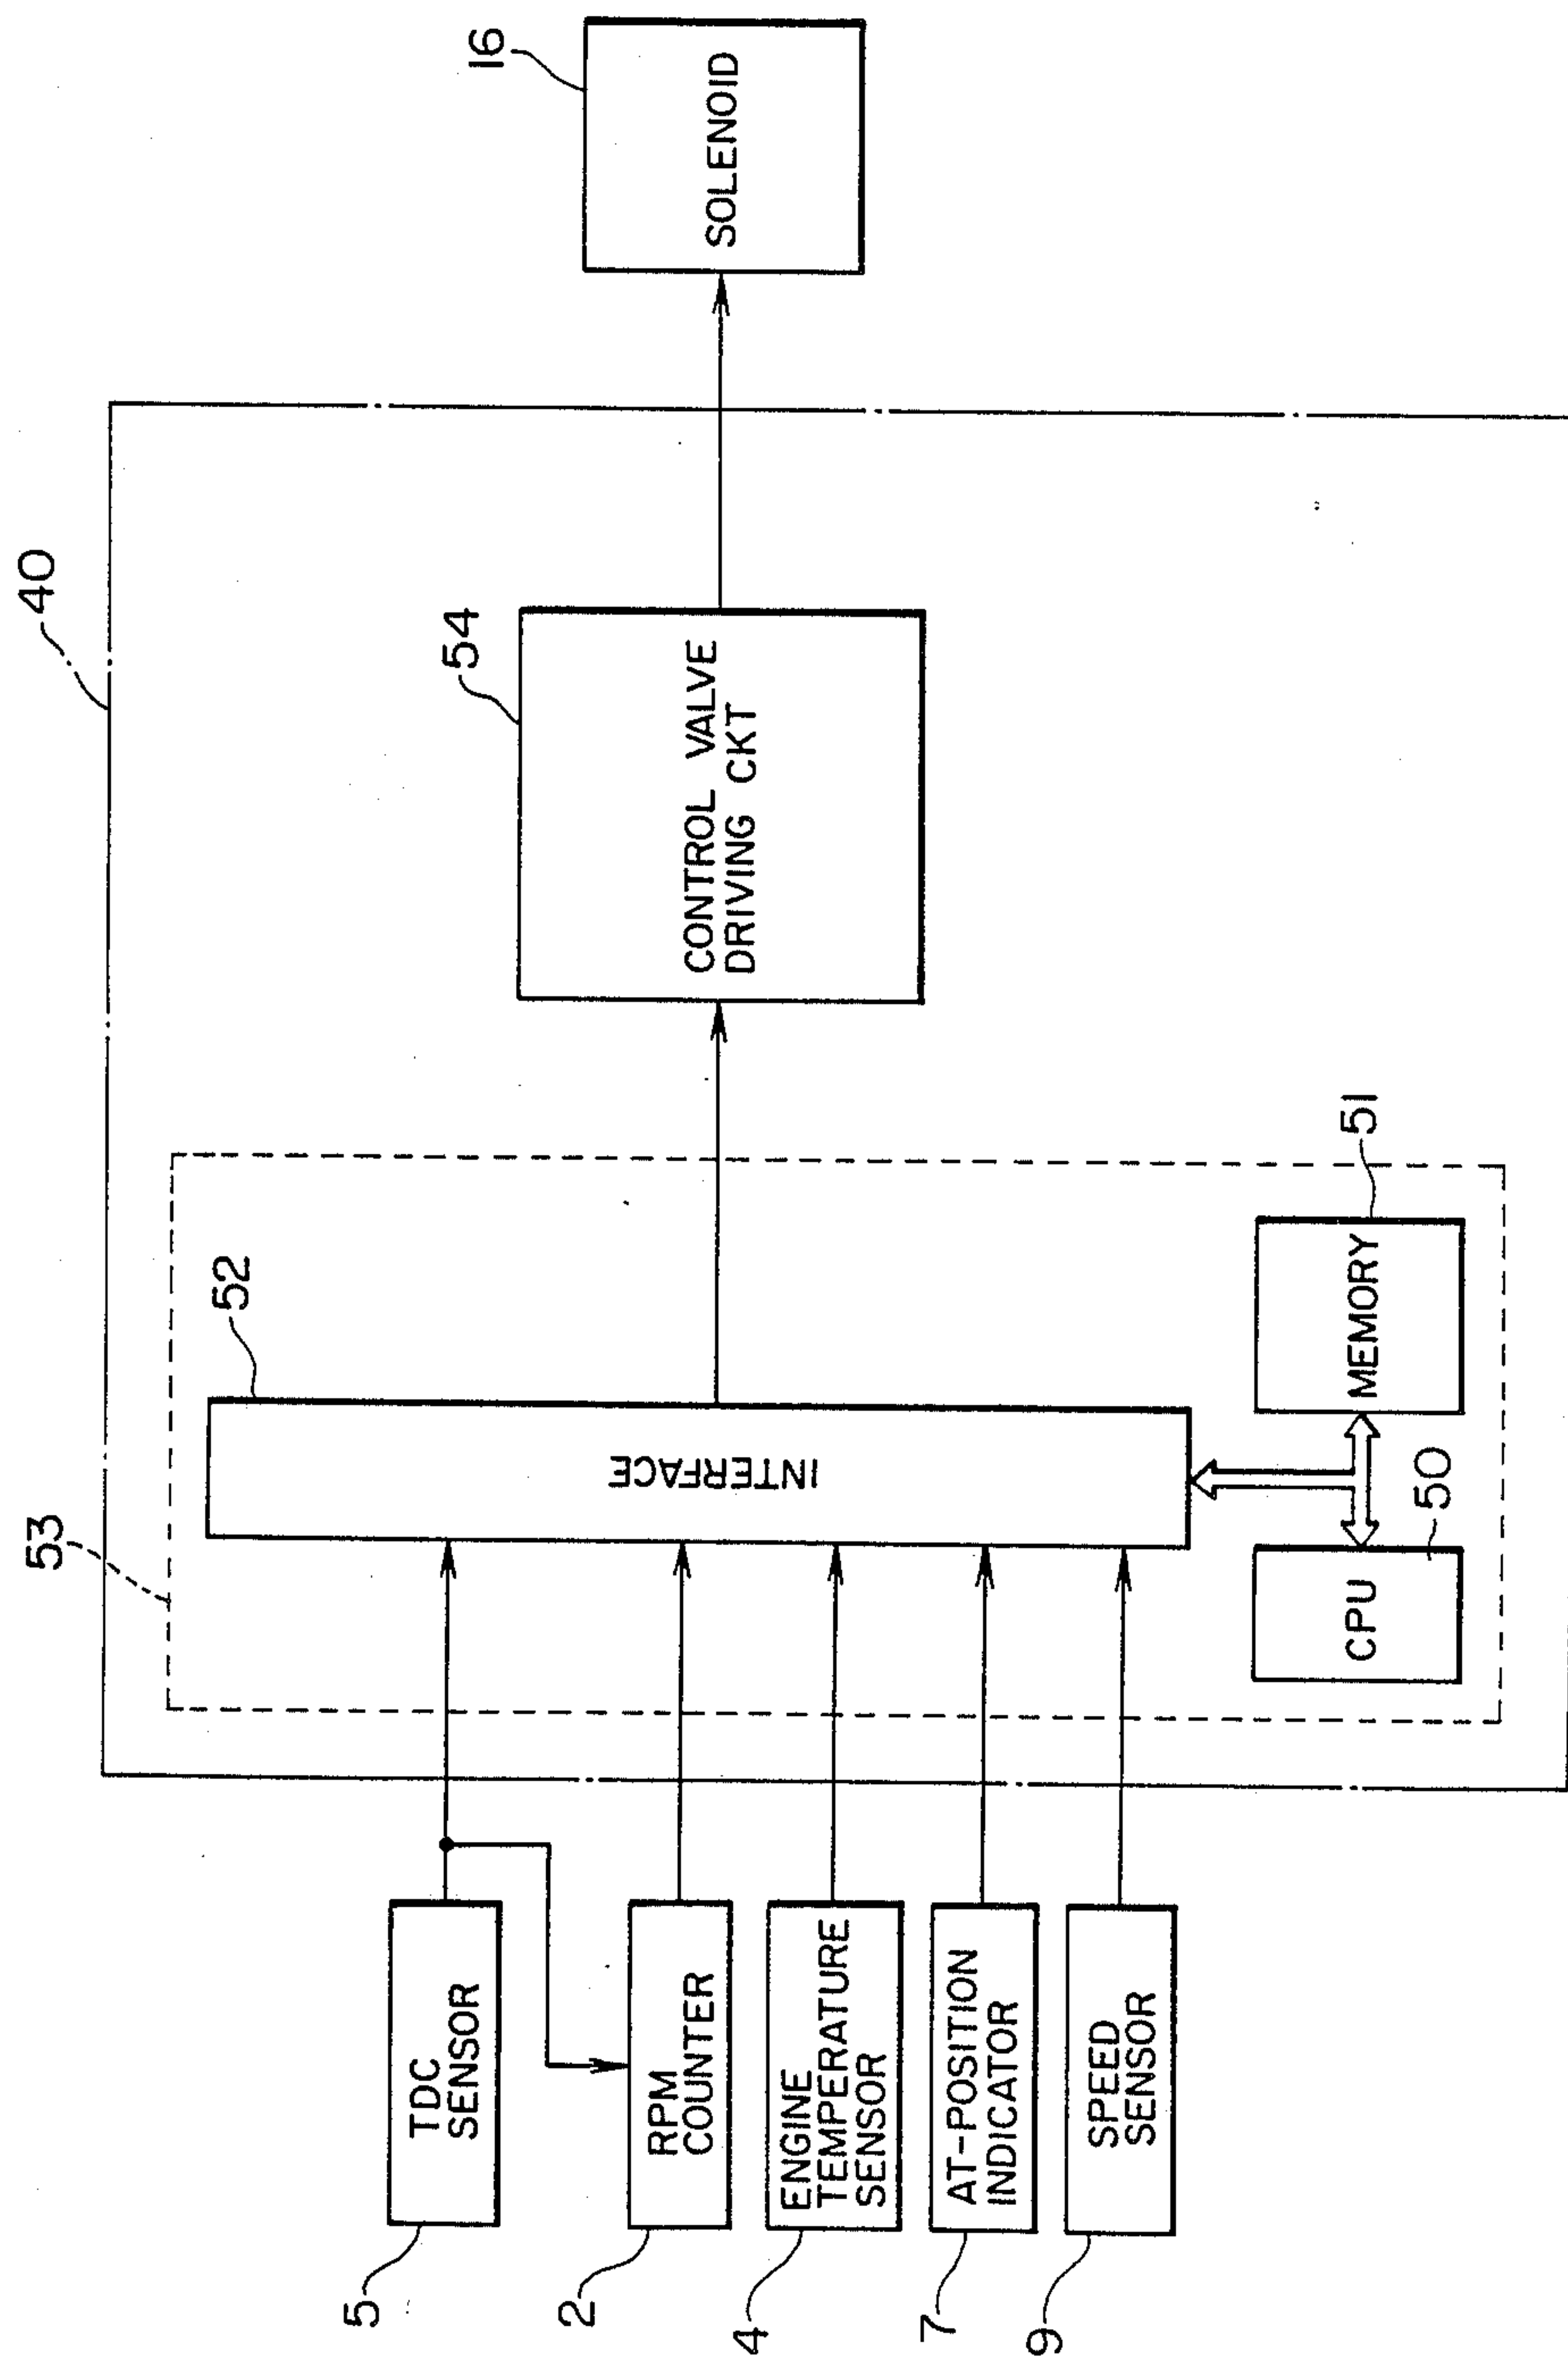 5
TDC
SENSOR
2
RPM
COUNTER
4
ENGINE
TEMPERATURE
SENSOR
7
AT-POSITION
INDICATOR
9
SPEED
SENSOR
40
53
52
INTERFACE
CPU
50
MEMORY
51
54
CONTROL VALVE
DRIVING CKT
16
SOLENOID